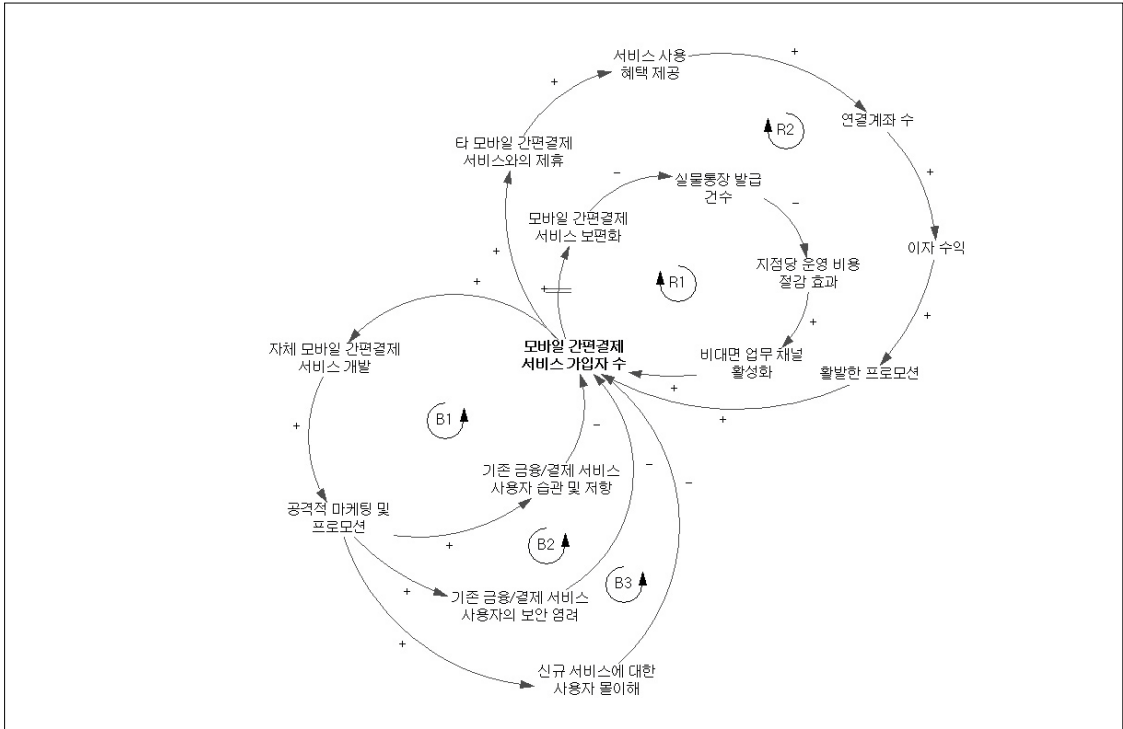 서비스 사용
혜택 제공
+
+
R2
연결계좌 수
타 모바일 간편결제
서비스와의 제휴
–
실물통장 발급
건수
–
+
모바일 간편결제
서비스 보편화
+
이자 수익
지점당 운영 비용
절감 효과
R1
+
+
+
+
자체 모바일 간편결제
서비스 개발
모바일 간편결제
서비스 가입자 수
비대면 업무 채널
활성화
+
활발한 프로모션
+
B1
+
–
기존 금융/결제 서비스
사용자 습관 및 저항
–
–
공격적 마케팅 및
프로모션
+
B2
B3
+
기존 금융/결제 서비스
사용자의 보안 염려
+
신규 서비스에 대한
사용자 몰이해